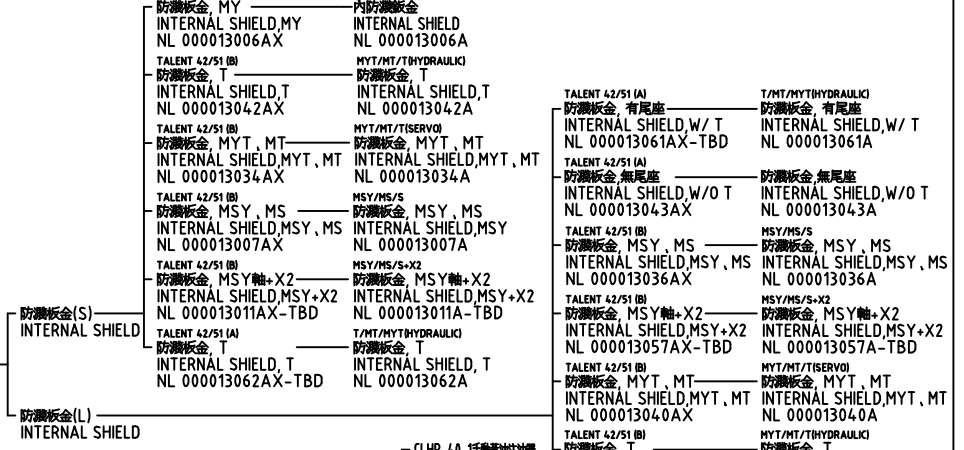 防濺板金, MY
INTERNAL SHIELD,MY
NL 000013006AX
內防濺鈑金
INTERNAL SHIELD
NL 000013006A
TALENT 42/51 (B)
防濺板金, T
INTERNAL SHIELD,T
NL 000013042AX
MYT/MT/T(HYDRAULIC)
防濺板金, T
INTERNAL SHIELD,T
NL 000013042A
TALENT 42/51 (B)
防濺板金, MYT、MT
INTERNAL SHIELD,MYT、MT
NL 000013034AX
MYT/MT/T(SERVO)
防濺板金, MYT、MT
INTERNAL SHIELD,MYT、MT
NL 000013034A
TALENT 42/51 (B)
防濺板金, MSY、MS
INTERNAL SHIELD,MSY、MS
NL 000013007AX
MSY/MS/S
防濺板金, MSY、MS
INTERNAL SHIELD,MSY
NL 000013007A
TALENT 42/51 (B)
防濺板金, MSY軸+X2
INTERNAL SHIELD,MSY+X2
NL 000013011AX-TBD
MSY/MS/S+X2
防濺板金, MSY軸+X2
INTERNAL SHIELD,MSY+X2
NL 000013011A-TBD
防濺板金(S)
INTERNAL SHIELD
TALENT 42/51 (A)
防濺板金, T
INTERNAL SHIELD, T
NL 000013062AX-TBD
T/MT/MYT(HYDRAULIC)
防濺板金, T
INTERNAL SHIELD, T
NL 000013062A
防濺板金(L)
INTERNAL SHIELD
TALENT 42/51 (A)
防濺板金, 有尾座
INTERNAL SHIELD,W/ T
NL 000013061AX-TBD
T/MT/MYT(HYDRAULIC)
防濺板金, 有尾座
INTERNAL SHIELD,W/ T
NL 000013061A
TALENT 42/51 (A)
防濺板金,無尾座
INTERNAL SHIELD,W/O T
NL 000013043AX
防濺板金,無尾座
INTERNAL SHIELD,W/O T
NL 000013043A
TALENT 42/51 (B)
防濺板金, MSY、MS
INTERNAL SHIELD,MSY、MS
NL 000013036AX
MSY/MS/S
防濺板金, MSY、MS
INTERNAL SHIELD,MSY、MS
NL 000013036A
TALENT 42/51 (B)
防濺板金, MSY軸+X2
INTERNAL SHIELD,MSY+X2
NL 000013057AX-TBD
MSY/MS/S+X2
防濺板金, MSY軸+X2
INTERNAL SHIELD,MSY+X2
NL 000013057A-TBD
TALENT 42/51 (B)
防濺板金, MYT、MT
INTERNAL SHIELD,MYT、MT
NL 000013040AX
MYT/MT/T(SERVO)
防濺板金, MYT、MT
INTERNAL SHIELD,MYT、MT
NL 000013040A
TALENT 42/51 (B)
防濺板金, T
MYT/MT/T(HYDRAULIC)
防濺板金, T